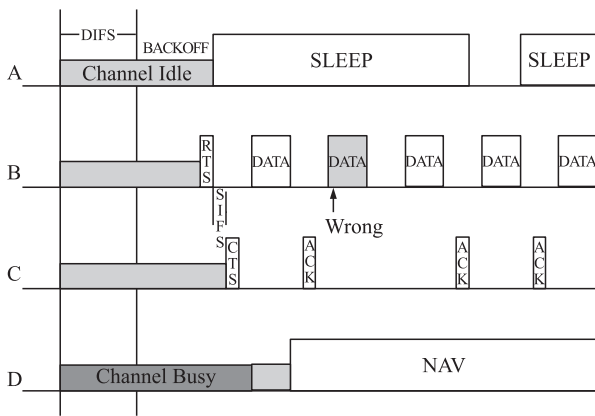 DIFS
BACKOFF
A
Channel Idle
SLEEP
SLEEP
B
RTS
DATA
DATA
DATA
DATA
DATA
SIFS
Wrong
C
CTS
ACK
ACK
ACK
D
Channel Busy
NAV